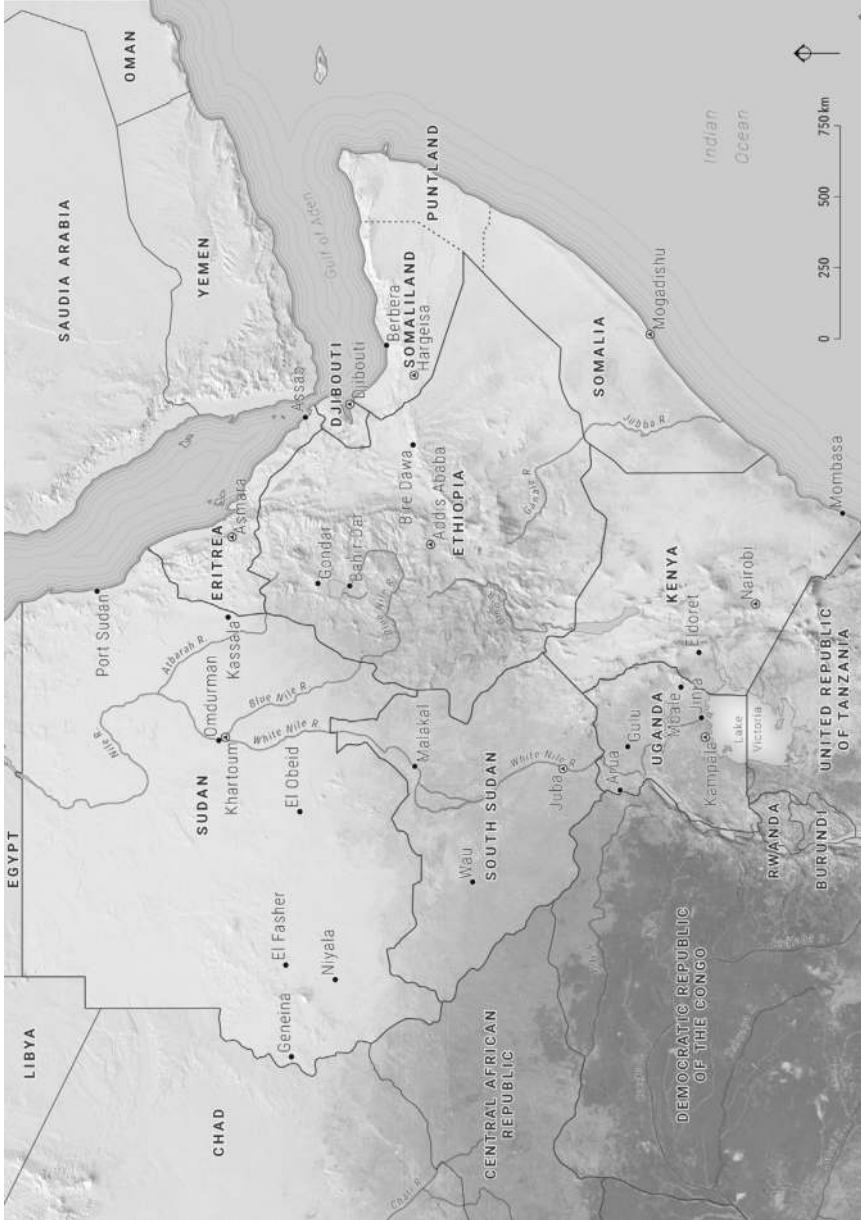 LIBYA
EGYPT
SAUDIA ARABIA
OMAN
CHAD
SUDAN
ERITREA
YEMEN
Port Sudan
Nile R.
Atbarah R.
Omdurman
Khartoum
Kassala
Asmara
Geneina
El Fasher
Niyala
El Obeid
White Nile R.
Blue Nile R.
Gondar
Bahir Dar
Blue Nile R.
Assab
DJIBOUTI
Djibouti
Gulf of Aden
Berbera
SOMALILAND
Hargeisa
PUNTLAND
Malakal
Bire Dawa
Addis Ababa
ETHIOPIA
Wau
SOUTH SUDAN
CENTRAL AFRICAN
REPUBLIC
Chari R.
White Nile R.
Juba
Ganale R.
SOMALIA
Jubba R.
Mogadishu
Arua
Gulu
UGANDA
Mbale
Jinja
Kampala
KENYA
Eldoret
Nairobi
Lake
Victoria
DEMOCRATIC REPUBLIC
OF THE CONGO
RWANDA
BURUNDI
UNITED REPUBLIC
OF TANZANIA
Mombasa
Indian
Ocean
0
250
500
750 km